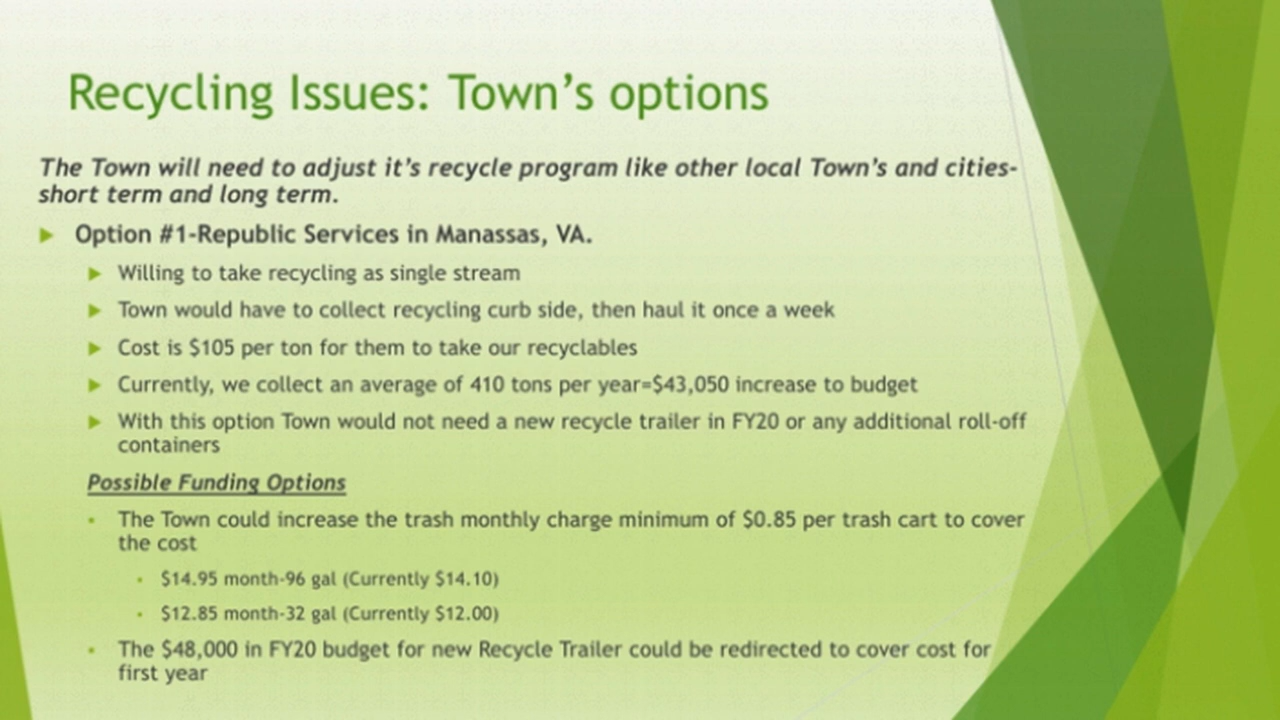 Recycling Issues: Town's options
The Town will need to adjust it's recycle program like other local Town's and cities-
short term and long term.
Option #1-Republic Services in Manassas, VA.
Willing to take recycling as single stream
Town would have to collect recycling curb side, then haul it once a week
Cost is $105 per ton for them to take our recyclables
Currently, we collect an average of 410 tons per year=$43,050 increase to budget
With this option Town would not need a new recycle trailer in FY20 or any additional roll-off
containers
Possible Funding Options
The Town could increase the trash monthly charge minimum of $0.85 per trash cart to cover
the cost
$14.95 month-96 gal (Currently $14.10)
$12.85 month-32 gal (Currently $12.00)
The $48,000 in FY20 budget for new Recycle Trailer could be redirected to cover cost for
first year